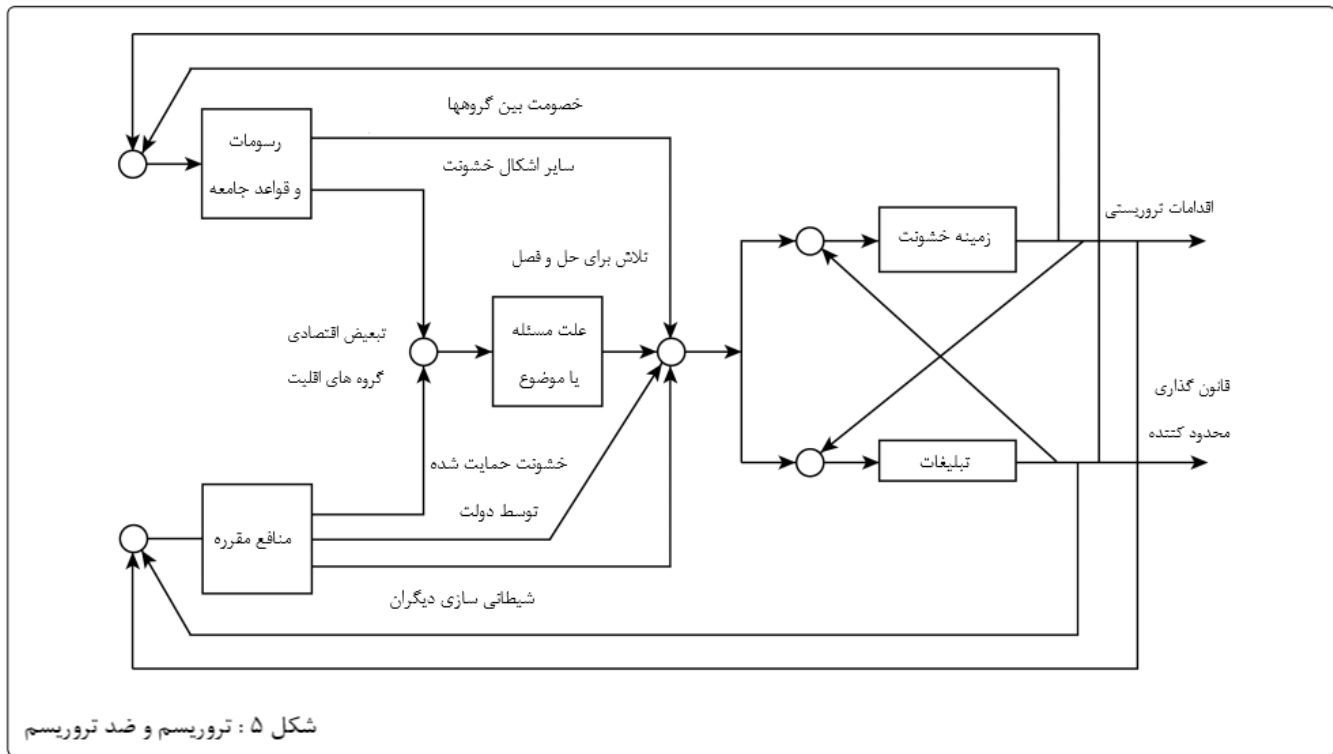 خصومت بین گروهها
رسومات
و قواعد جامعه
سایر اشکال خشونت
اقدامات تروریستی
زمینه خشونت
تلاش برای حل و فصل
تبعیض اقتصادی
گروه های اقلیت
علت مسئله
یا موضوع
قانون گذاری
محدود کننده
تبلیغات
خشونت حمایت شده
توسط دولت
منافع مقرره
شیطانی سازی دیگران
شکل ۵ : تروریسم و ضد تروریسم